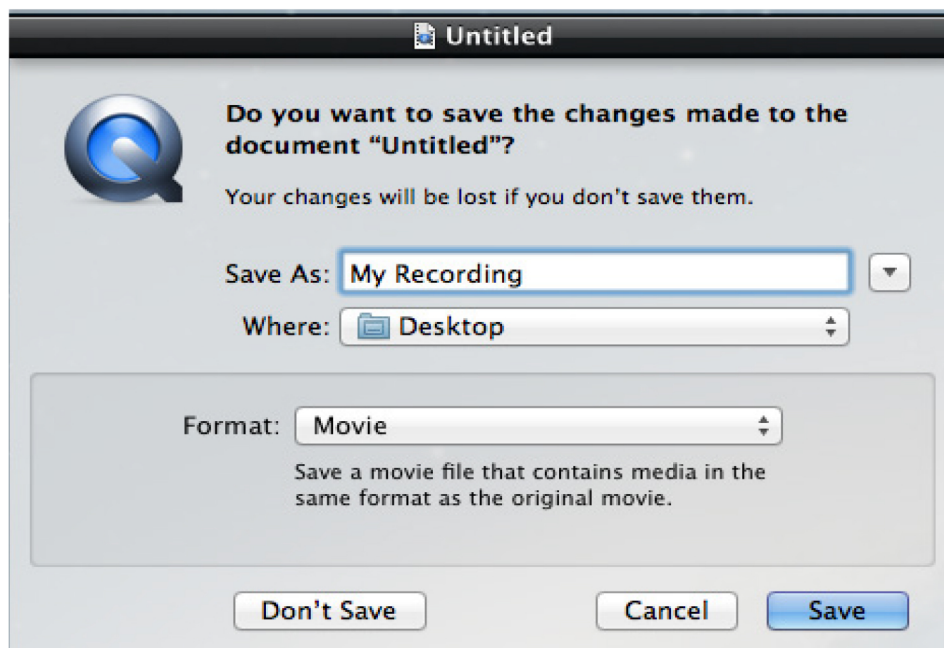 Untitled
Do you want to save the changes made to the
document “Untitled”?
Your changes will be lost if you don’t save them.
Save As: My Recording
Where: Desktop
Format: Movie
Save a movie file that contains media in the
same format as the original movie.
Don’t Save Cancel Save